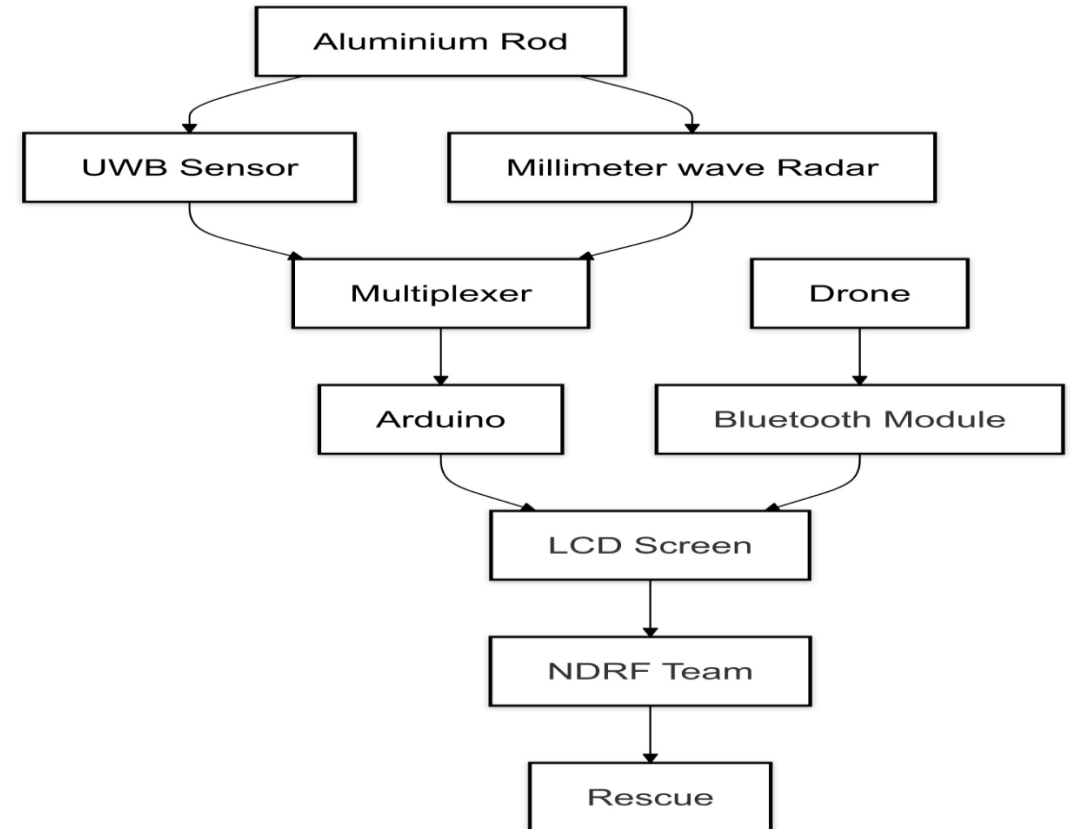 Aluminium Rod
UWB Sensor
Millimeter wave Radar
Multiplexer
Drone
Arduino
Bluetooth Module
LCD Screen
NDRF Team
Rescue